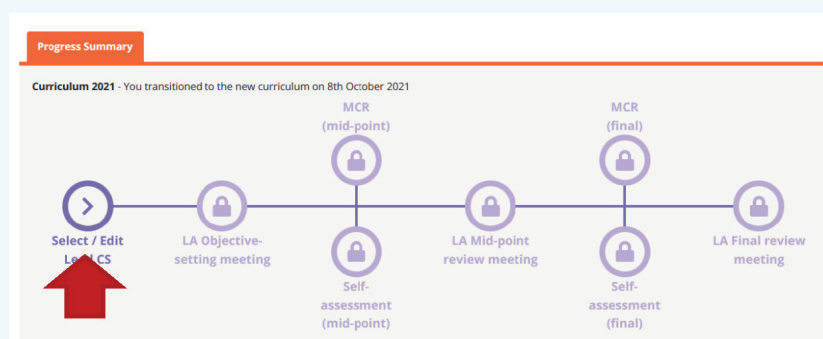 Progress Summary
Curriculum 2021 - You transitioned to the new curriculum on 8th October 2021
MCR
(mid-point)
MCR
(final)
Select / Edit
CS
LA Objective-
setting meeting
LA Mid-point
review meeting
LA Final review
meeting
Self-
assessment
(mid-point)
Self-
assessment
(final)